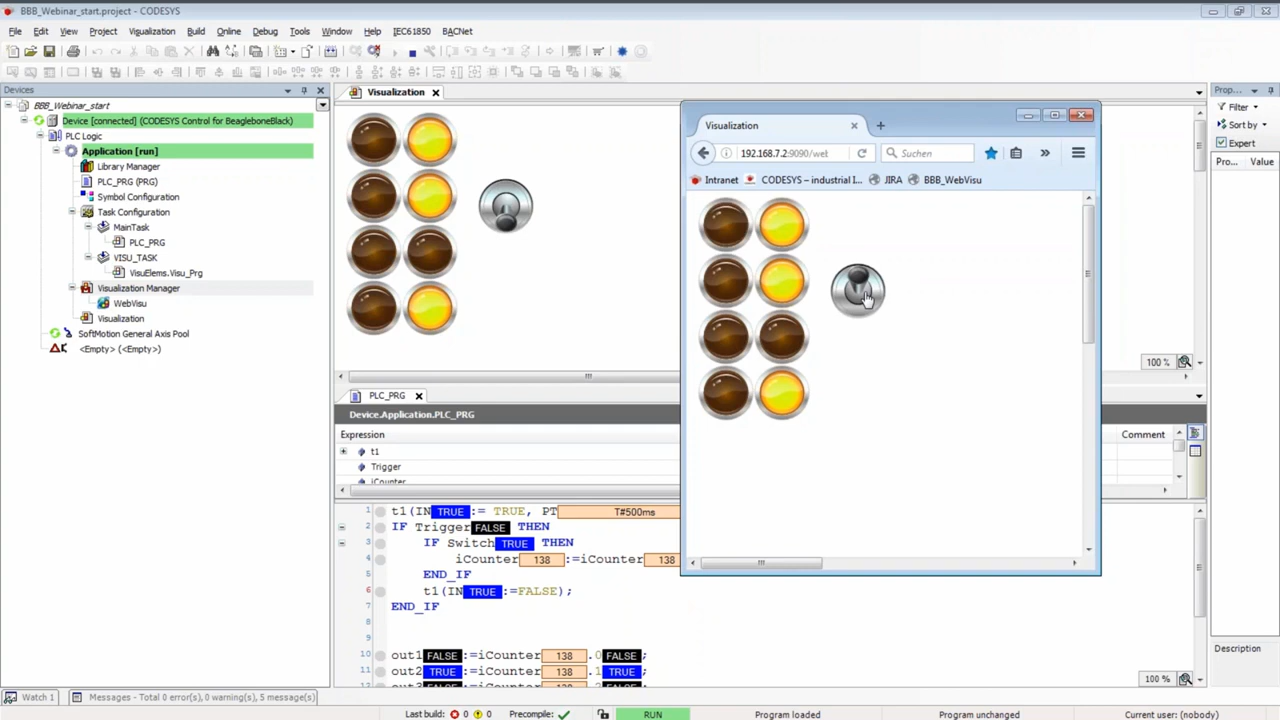 BBB_Webinar_start.project - CODESYS
File Edit View Project Visualization Build Online Debug Tools Window Help IEC61850 BACNet
Devices
BBB_Webinar_start
Device [connected] (CODESYS Control for BeagleboneBlack)
PLC Logic
Application [run]
Library Manager
PLC_PRG (PRG)
Symbol Configuration
Task Configuration
MainTask
PLC_PRG
VISU_TASK
VisuElems.Visu_Prg
Visualization Manager
WebVisu
Visualization
SoftMotion General Axis Pool
<Empty> (<Empty>)
Visualization
100 %
Visualization
192.168.7.2:9090/web
Suchen
Intranet CODESYS – industrial I... JIRA BBB_WebVisu
Prop...
Filter
Sort by
Expert
Pro... Value
Description
PLC_PRG
Device.Application.PLC_PRG
Expression Comment
t1
Trigger
iCounter
1 t1(IN TRUE := TRUE, PT T#500ms
2 IF Trigger FALSE THEN
3 IF Switch TRUE THEN
4 iCounter 138 :=iCounter 138
5 END_IF
6 t1(IN TRUE :=FALSE);
7 END_IF
8
9
10 out1 FALSE :=iCounter 138 .0 FALSE ;
11 out2 TRUE :=iCounter 138 .1 TRUE ;
100 %
Watch 1 Messages - Total 0 error(s), 0 warning(s), 5 message(s)
Last build: 0 0 Precompile: RUN Program loaded Program unchanged Current user: (nobody)